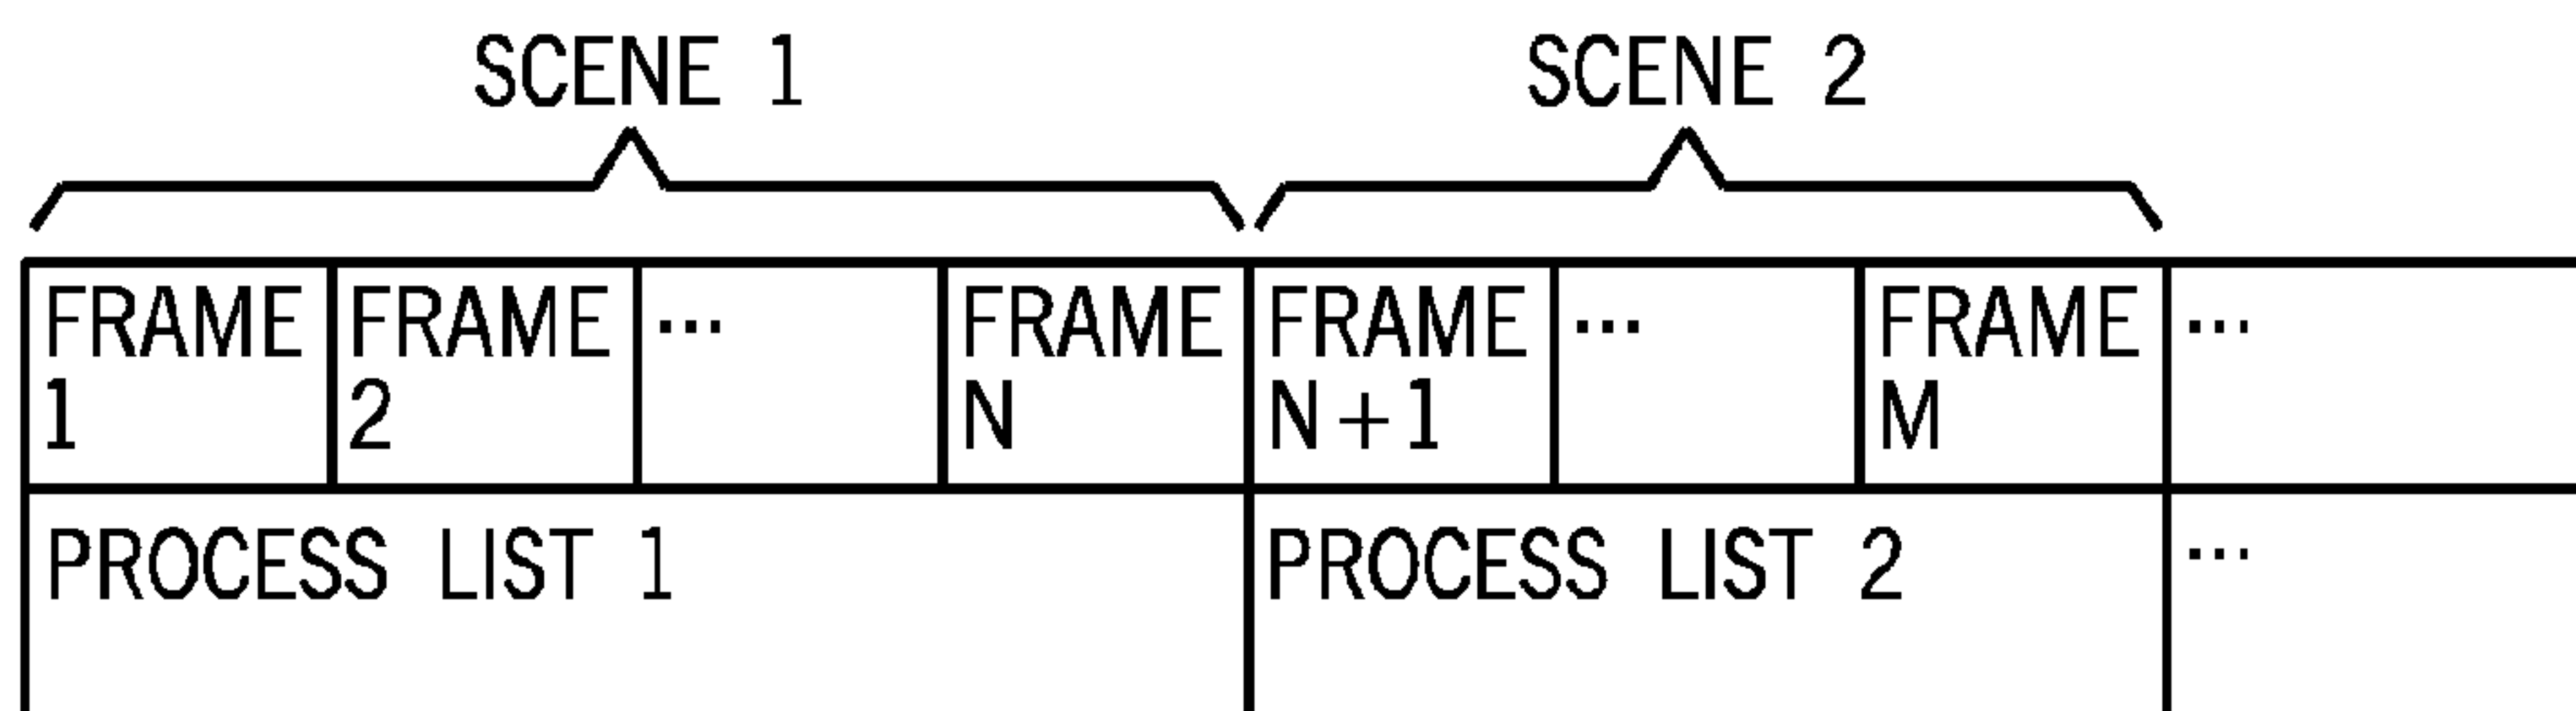 SCENE 1 SCENE 2
FRAME FRAME ... FRAME FRAME ... FRAME ...
1 2 N N+1 M
PROCESS LIST 1 PROCESS LIST 2 ...